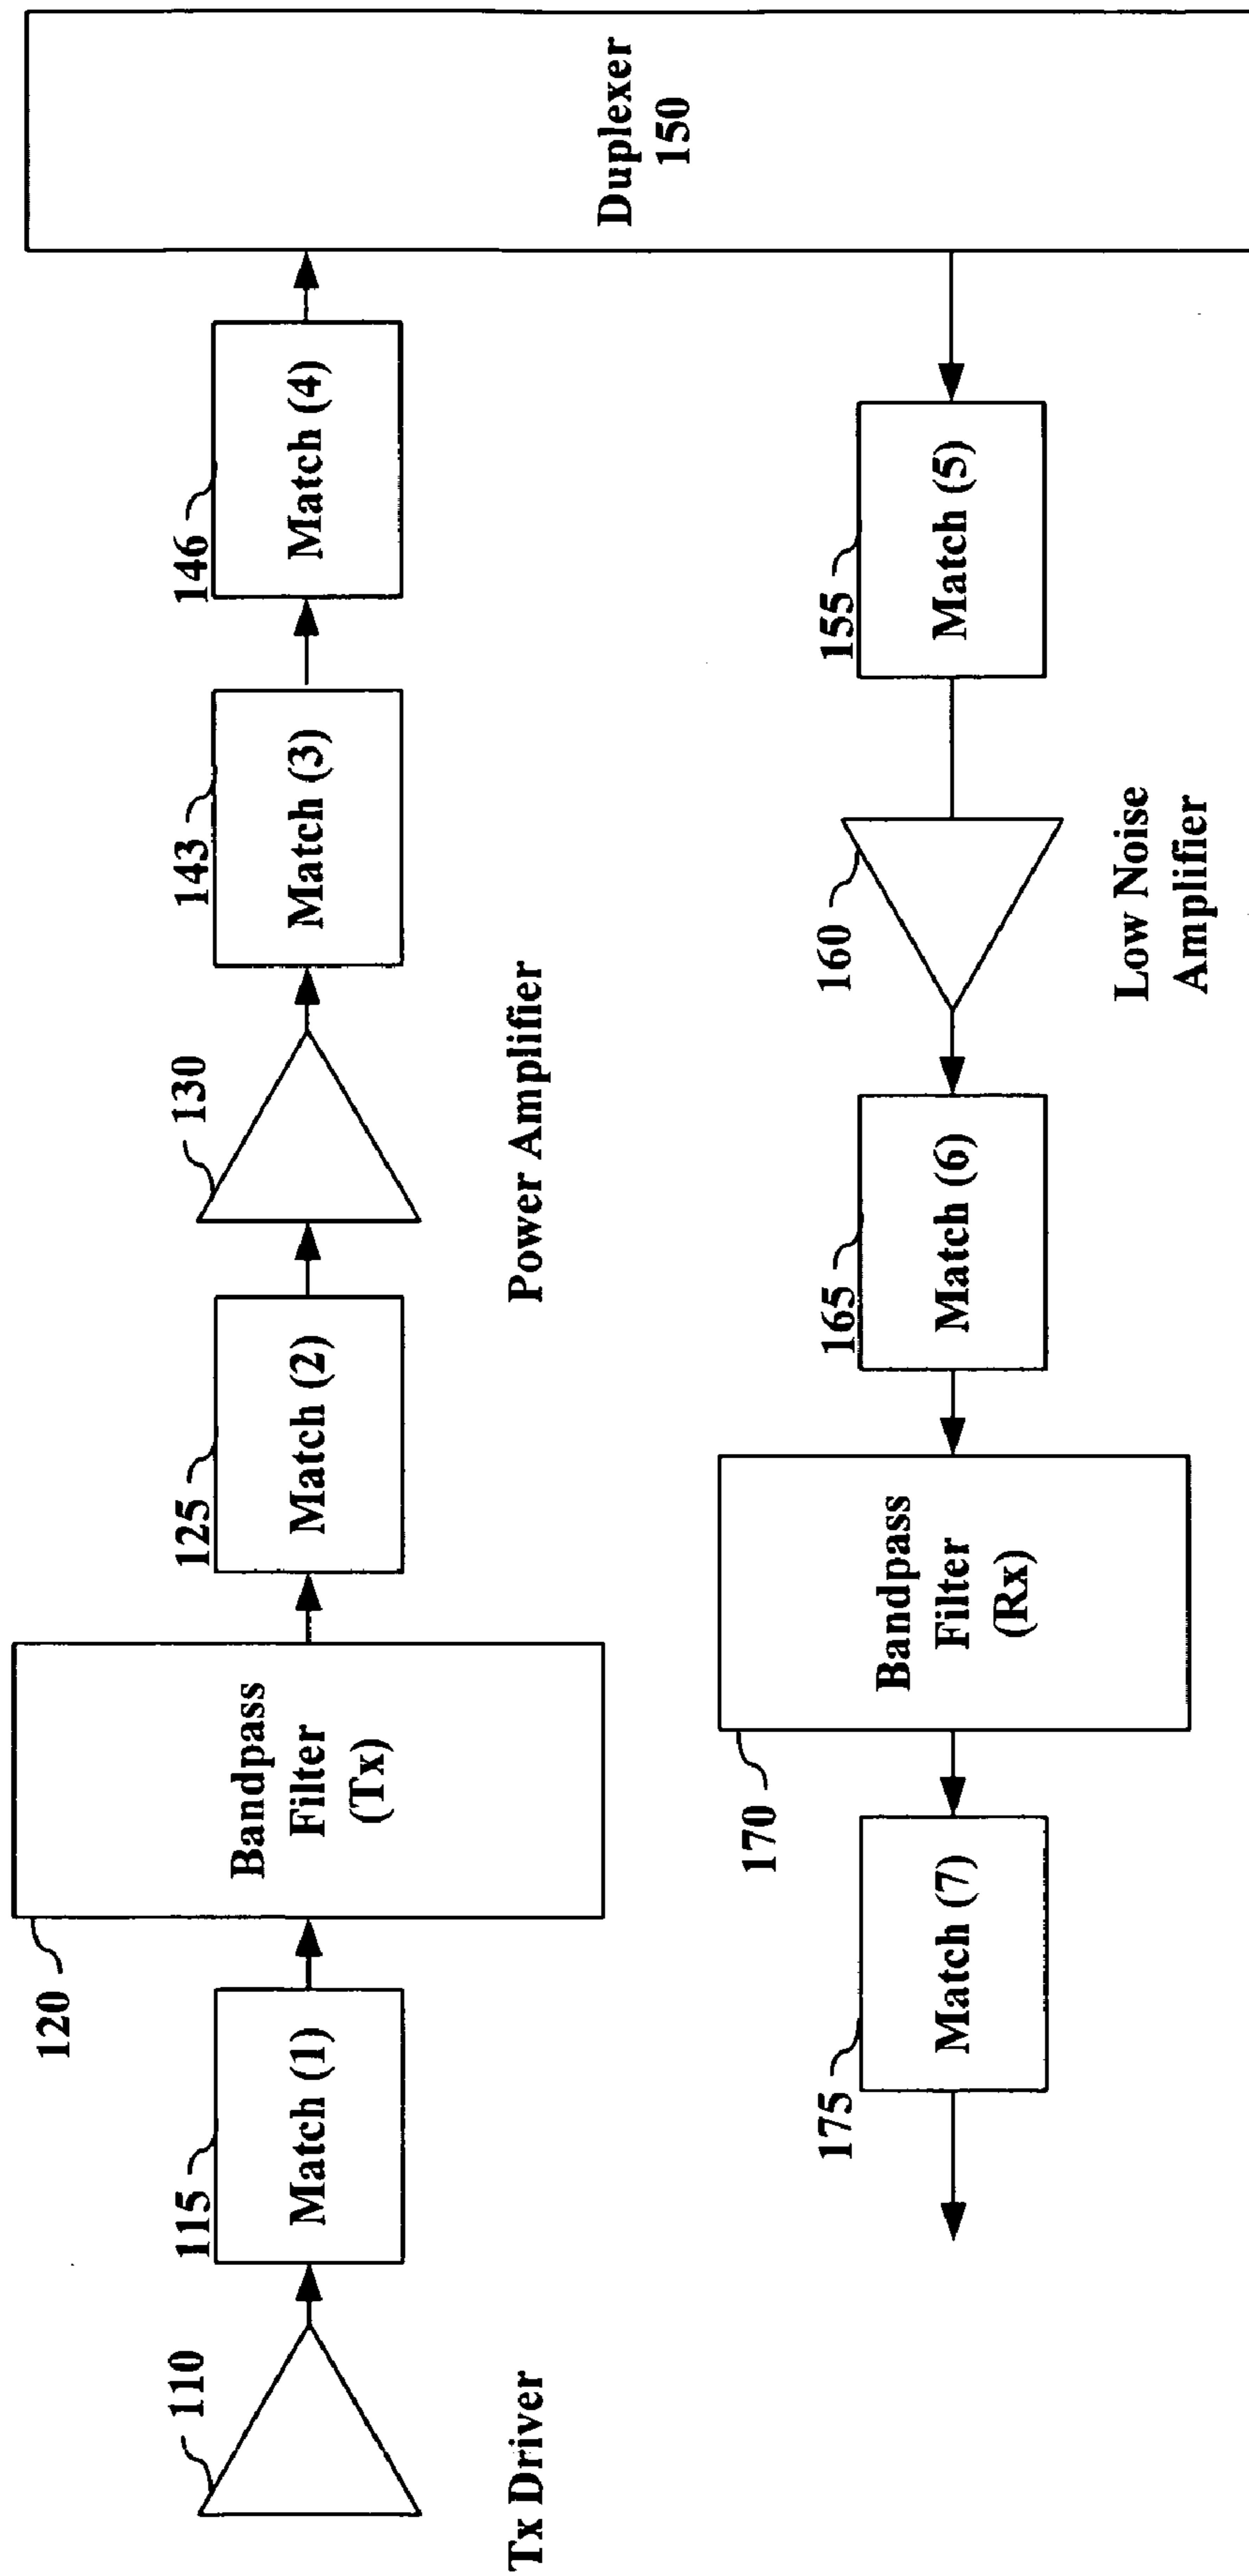 110
Tx Driver
115
Match (1)
120
Bandpass
Filter
(Tx)
125
Match (2)
130
Power Amplifier
143
Match (3)
146
Match (4)
Duplexer
150
155
Match (5)
160
Low Noise
Amplifier
165
Match (6)
170
Bandpass
Filter
(Rx)
175
Match (7)